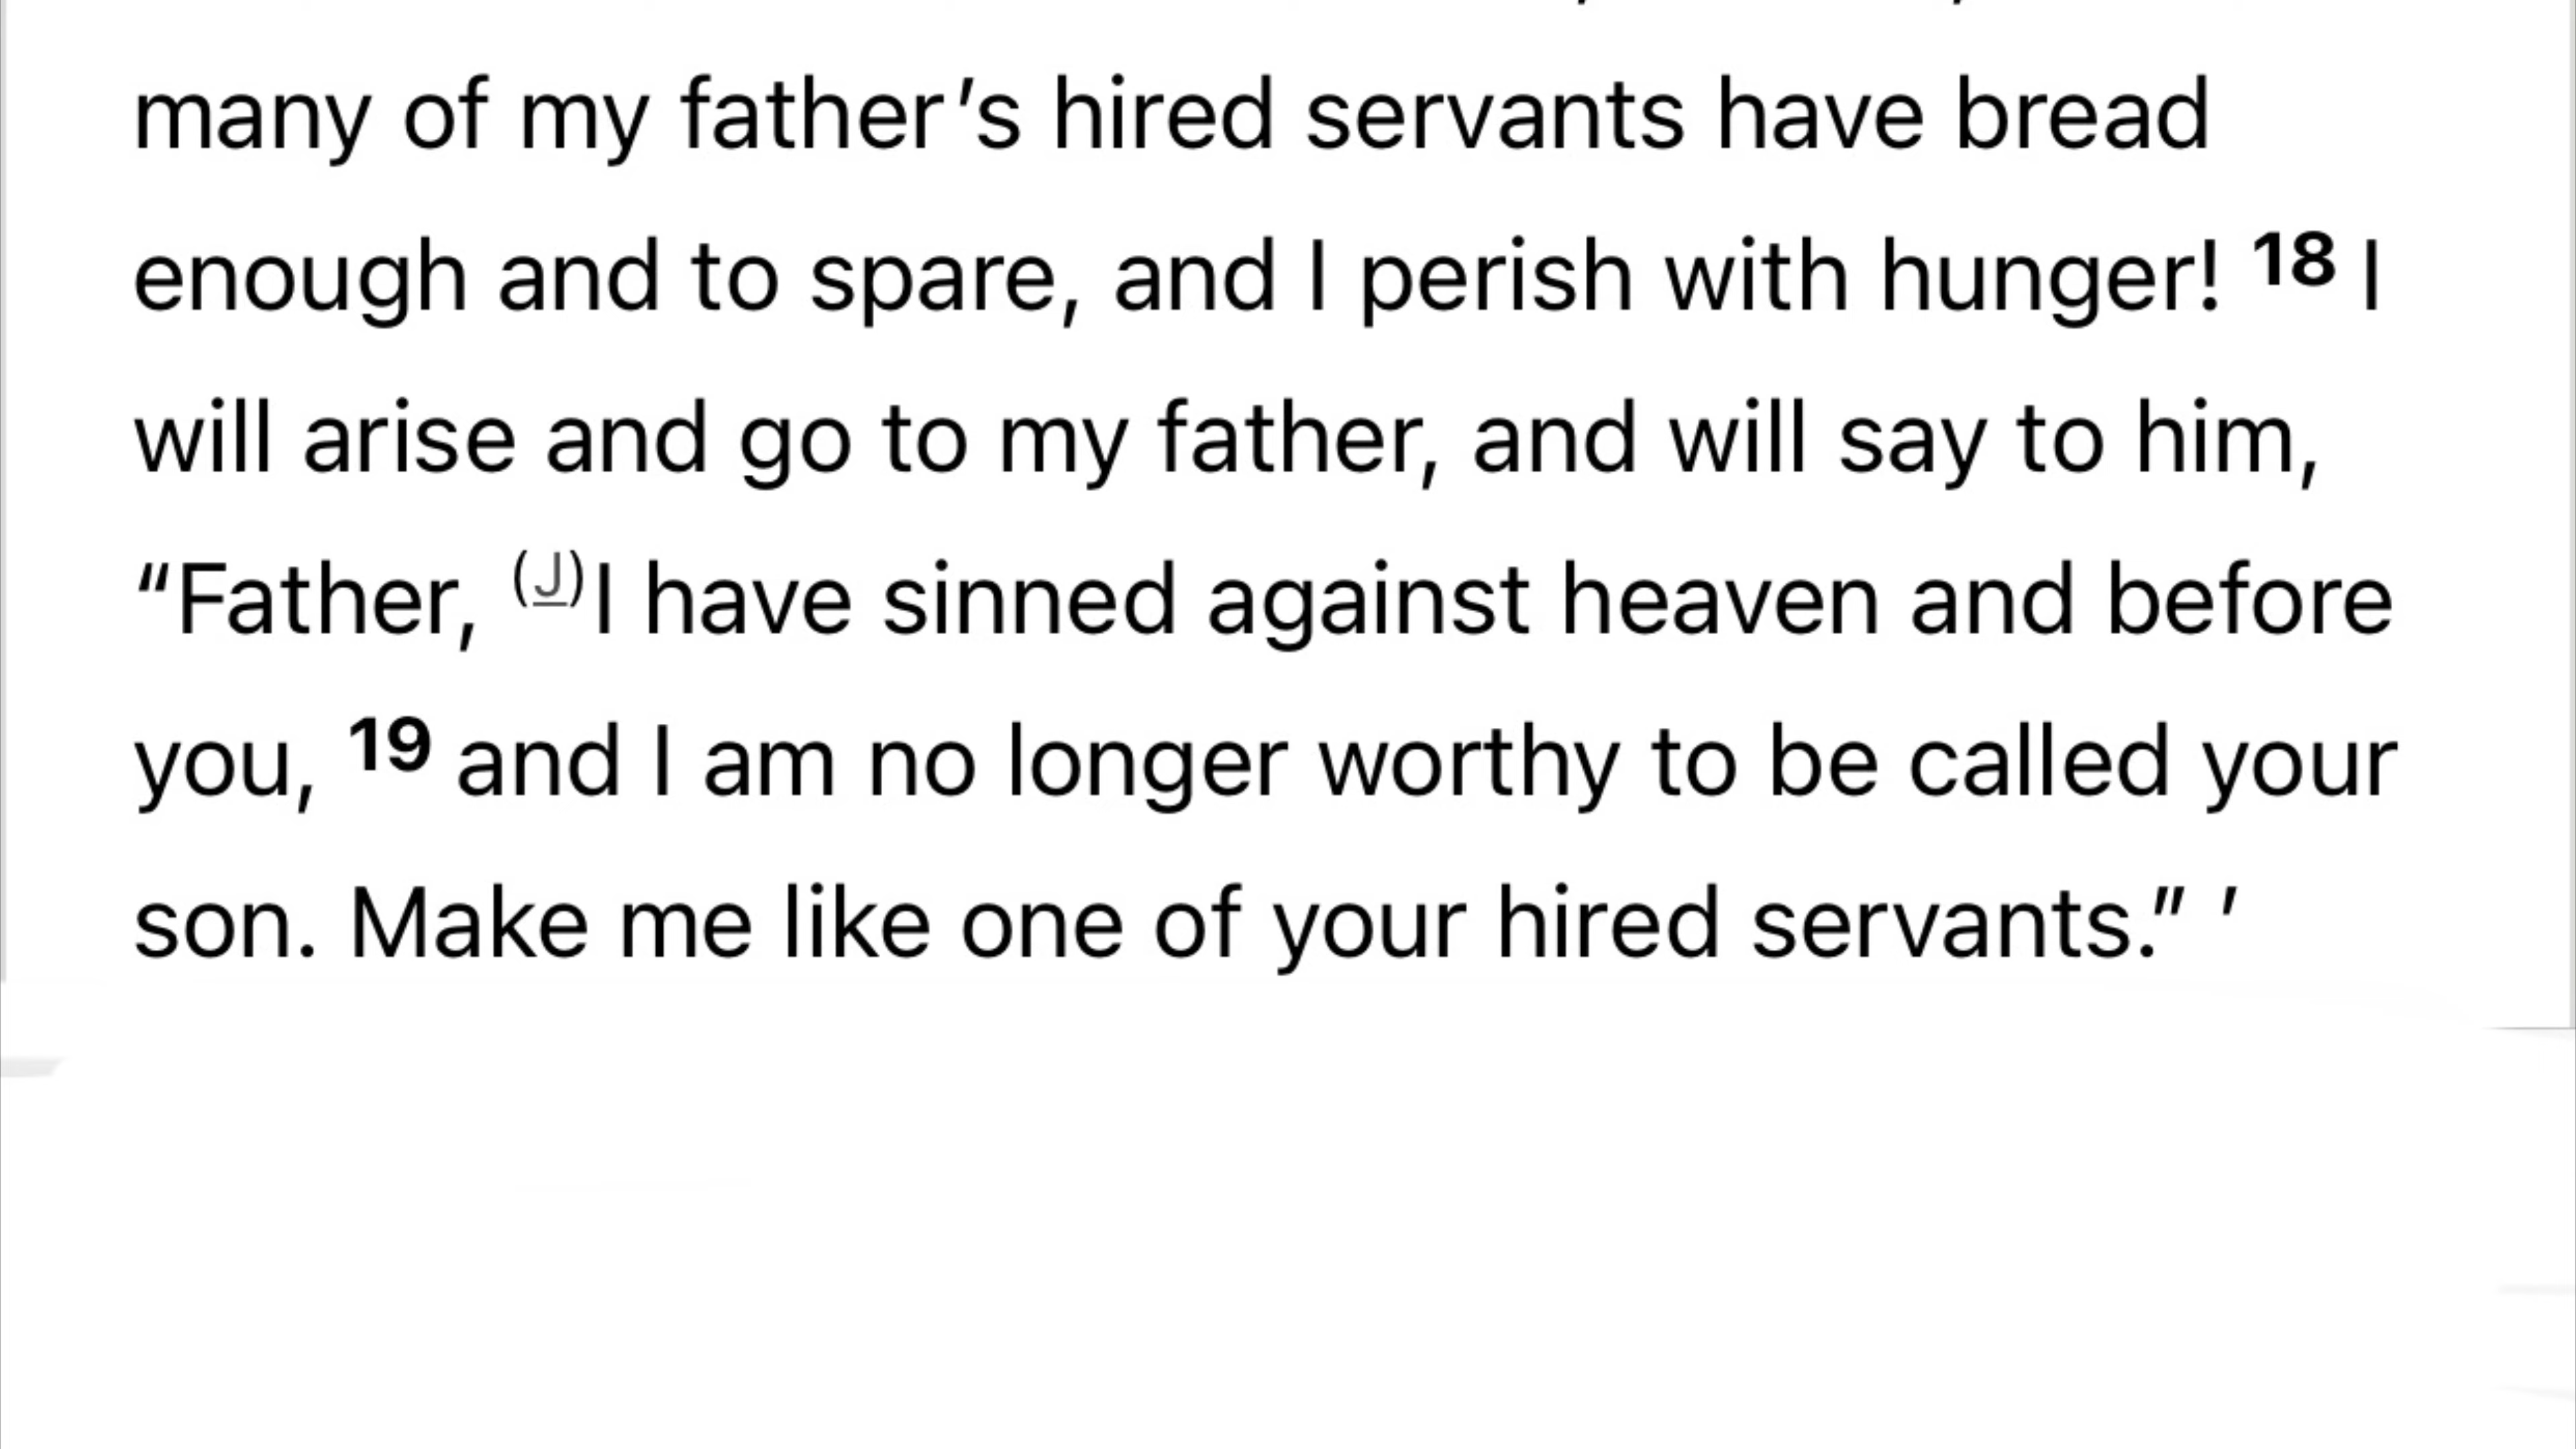 many of my father’s hired servants have bread
enough and to spare, and I perish with hunger! 18 I
will arise and go to my father, and will say to him,
“Father, (J)I have sinned against heaven and before
you, 19 and I am no longer worthy to be called your
son. Make me like one of your hired servants.” ’